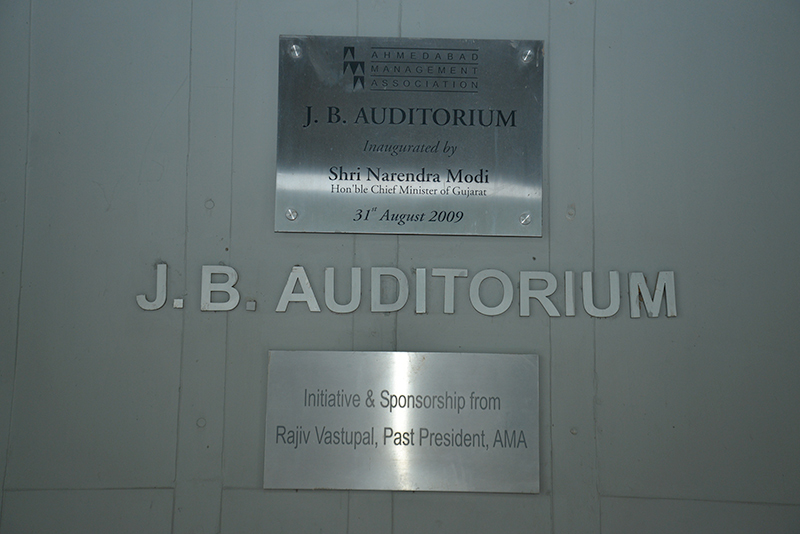 AHMEDABAD
MANAGEMENT
ASSOCIATION
J. B. AUDITORIUM
Inaugurated by
Shri Narendra Modi
Hon'ble Chief Minister of Gujarat
31st August 2009
J. B. AUDITORIUM
Initiative & Sponsorship from
Rajiv Vastupal, Past President, AMA